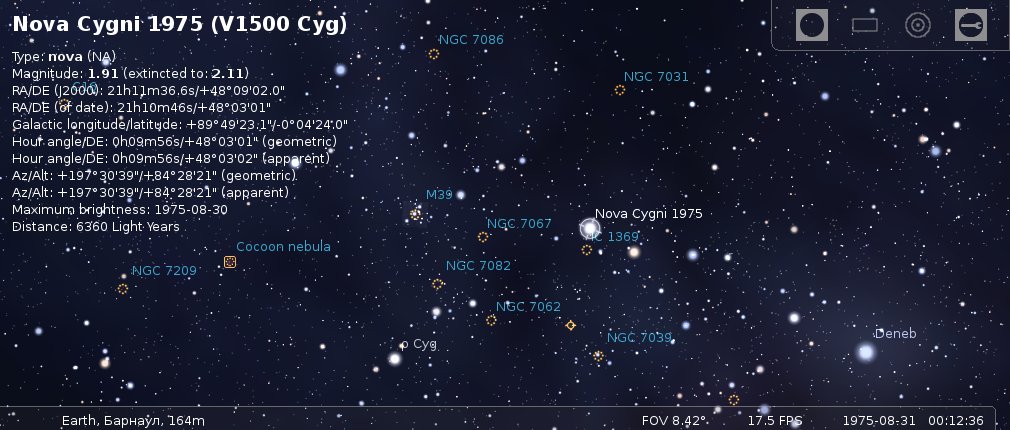 Nova Cygni 1975 (V1500 Cyg)
Type: nova (NA)
Magnitude: 1.91 (extincted to: 2.11)
RA/DE (J2000): 21h11m36.6s/+48°09'02.0"
RA/DE (of date): 21h10m46s/+48°03'01"
Galactic longitude/latitude: +89°49'23.1"/-0°04'24.0"
Hour angle/DE: 0h09m56s/+48°03'01" (geometric)
Hour angle/DE: 0h09m56s/+48°03'02" (apparent)
Az/Alt: +197°30'39"/+84°28'21" (geometric)
Az/Alt: +197°30'39"/+84°28'21" (apparent)
Maximum brightness: 1975-08-30
Distance: 6360 Light Years
NGC 7086
NGC 7031
M39
Nova Cygni 1975
NGC 7067
IC 1369
Cocoon nebula
NGC 7209
NGC 7082
NGC 7062
NGC 7039
Deneb
ρ Cyg
Earth, Барнаул, 164m
FOV 8.42°
17.5 FPS
1975-08-31
00:12:36